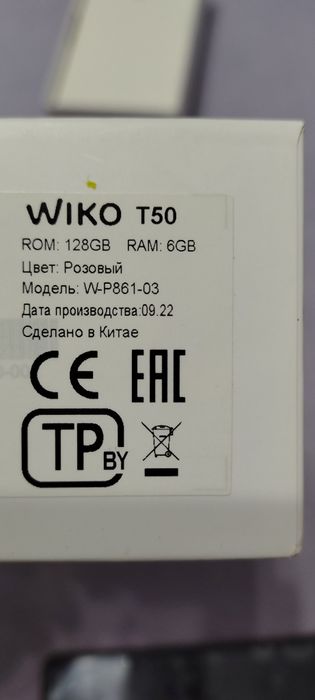 WIKO T50
ROM: 128GB RAM: 6GB
Цвет: Розовый
Модель: W-P861-03
Дата производства:09.22
Сделано в Китае
CE EAC
TP BY